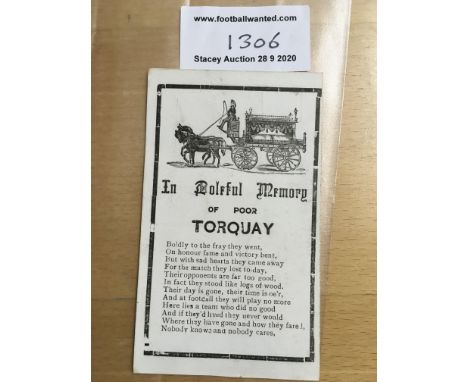 www.footballwanted.com
1306
Stacey Auction 28 9 2020
In Doleful Memory
OF POOR
TORQUAY
Boldly to the fray they went,
On honour fame and victory bent,
But with sad hearts they came away
For the match they lost to-day,
Their opponents are far too good,
In fact they stood like logs of wood.
Their day is gone, their time is oe'r,
And at football they will play no more
Here lies a team who did no good
And if they'd lived they never would
Where they have gone and how they fare!,
Nobody knows and nobody cares,